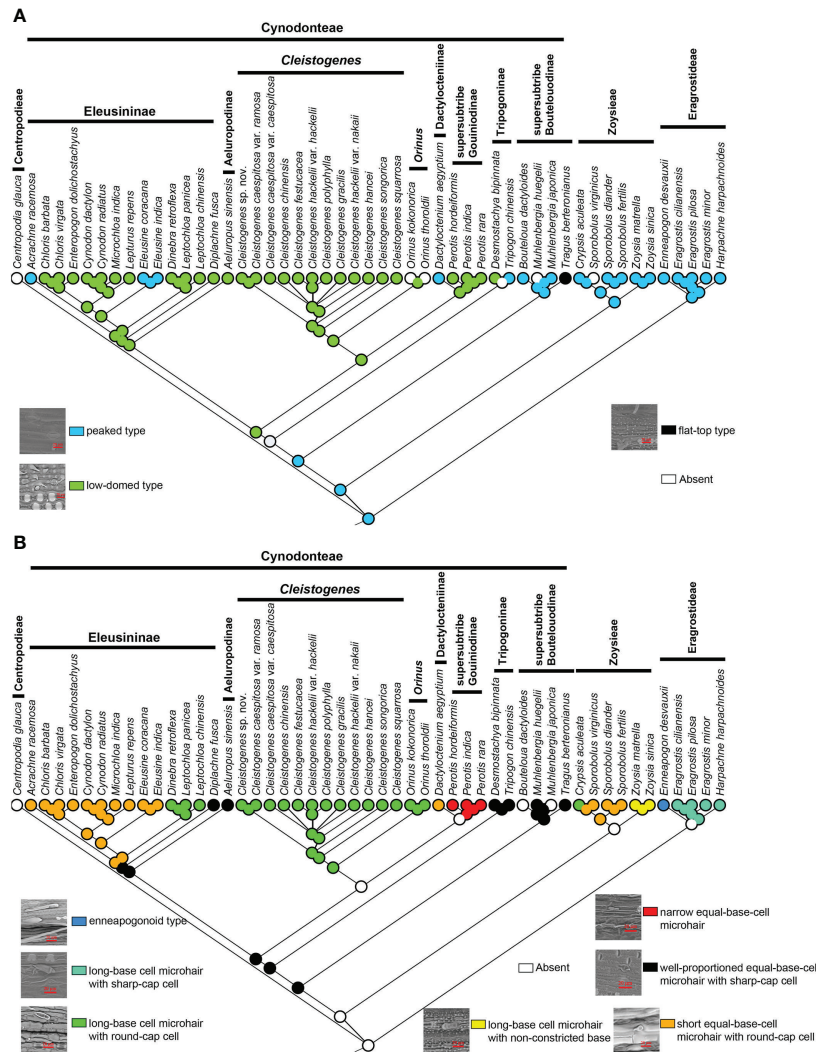 A
Cynodonteae
Cleistogenes
Centropodieae
Eleusininae
Aeluropodinae
Orinus
Dactylocteniinae
supersubtribe
Gouiniodinae
Tripogoninae
supersubtribe
Boutelouodinae
Zoysieae
Eragrostideae
Centropodia glauca
Acrachne racemosa
Chloris barbata
Chloris virgata
Enteropogon dolichostachyus
Cynodon dactylon
Cynodon radiatus
Microchloa indica
Lepturus repens
Eleusine coracana
Eleusine indica
Dinebra retroflexa
Leptochloa panicea
Leptochloa chinensis
Diplachne fusca
Aeluropus sinensis
Cleistogenes sp. nov.
Cleistogenes caespitosa var. ramosa
Cleistogenes caespitosa var. caespitosa
Cleistogenes chinensis
Cleistogenes festucacea
Cleistogenes hackelii var. hackelii
Cleistogenes polyphylla
Cleistogenes gracilis
Cleistogenes hackelii var. nakaii
Cleistogenes hancei
Cleistogenes songorica
Cleistogenes squarrosa
Orinus kokonorica
Orinus thoroldii
Dactyloctenium aegyptium
Perotis hordeiformis
Perotis indica
Perotis rara
Desmostachya bipinnata
Tripogon chinensis
Bouteloua dactyloides
Muhlenbergia huegelii
Muhlenbergia japonica
Tragus berteronianus
Crypsis aculeata
Sporobolus virginicus
Sporobolus diander
Sporobolus fertilis
Zoysia matrella
Zoysia sinica
Enneapogon desvauxii
Eragrostis cilianensis
Eragrostis pilosa
Eragrostis minor
Harpachne harpachnoides
peaked type
low-domed type
flat-top type
Absent
B
Cynodonteae
Cleistogenes
Centropodieae
Eleusininae
Aeluropodinae
Orinus
Dactylocteniinae
supersubtribe
Gouiniodinae
Tripogoninae
supersubtribe
Boutelouodinae
Zoysieae
Eragrostideae
Centropodia glauca
Acrachne racemosa
Chloris barbata
Chloris virgata
Enteropogon dolichostachyus
Cynodon dactylon
Cynodon radiatus
Microchloa indica
Lepturus repens
Eleusine coracana
Eleusine indica
Dinebra retroflexa
Leptochloa panicea
Leptochloa chinensis
Diplachne fusca
Aeluropus sinensis
Cleistogenes sp. nov.
Cleistogenes caespitosa var. ramosa
Cleistogenes caespitosa var. caespitosa
Cleistogenes chinensis
Cleistogenes festucacea
Cleistogenes hackelii var. hackelii
Cleistogenes polyphylla
Cleistogenes gracilis
Cleistogenes hackelii var. nakaii
Cleistogenes hancei
Cleistogenes songorica
Cleistogenes squarrosa
Orinus kokonorica
Orinus thoroldii
Dactyloctenium aegyptium
Perotis hordeiformis
Perotis indica
Perotis rara
Desmostachya bipinnata
Tripogon chinensis
Bouteloua dactyloides
Muhlenbergia huegelii
Muhlenbergia japonica
Tragus berteronianus
Crypsis aculeata
Sporobolus virginicus
Sporobolus diander
Sporobolus fertilis
Zoysia matrella
Zoysia sinica
Enneapogon desvauxii
Eragrostis cilianensis
Eragrostis pilosa
Eragrostis minor
Harpachne harpachnoides
enneapogonoid type
long-base cell microhair
with sharp-cap cell
long-base cell microhair
with round-cap cell
Absent
long-base cell microhair
with non-constricted base
narrow equal-base-cell
microhair
well-proportioned equal-base-cell
microhair with sharp-cap cell
short equal-base-cell
microhair with round-cap cell